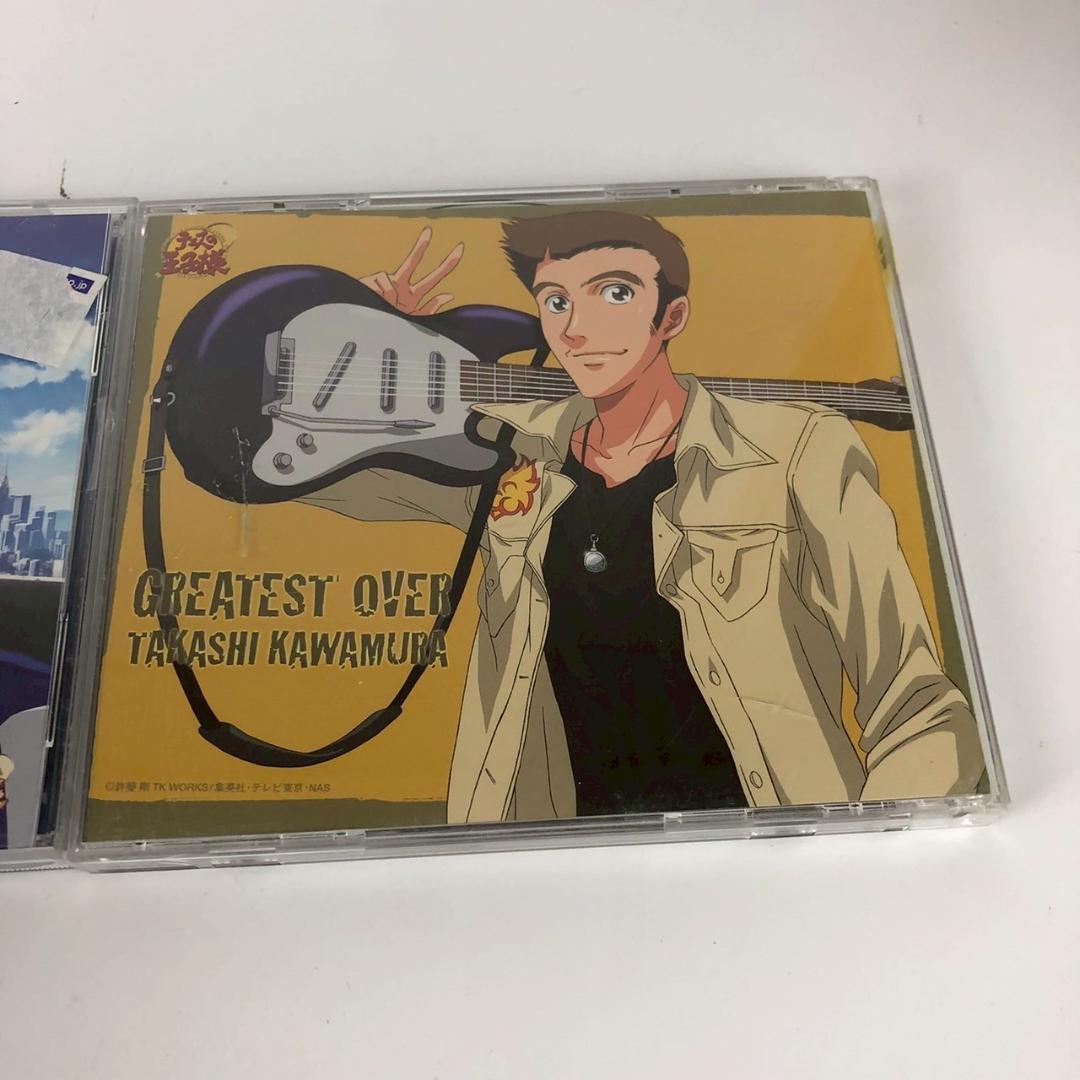 テニスの
王子様
o.jp
GREATEST OVER
TAKASHI KAWAMURA
©許斐 剛 TK WORKS/集英社・テレビ東京・NAS